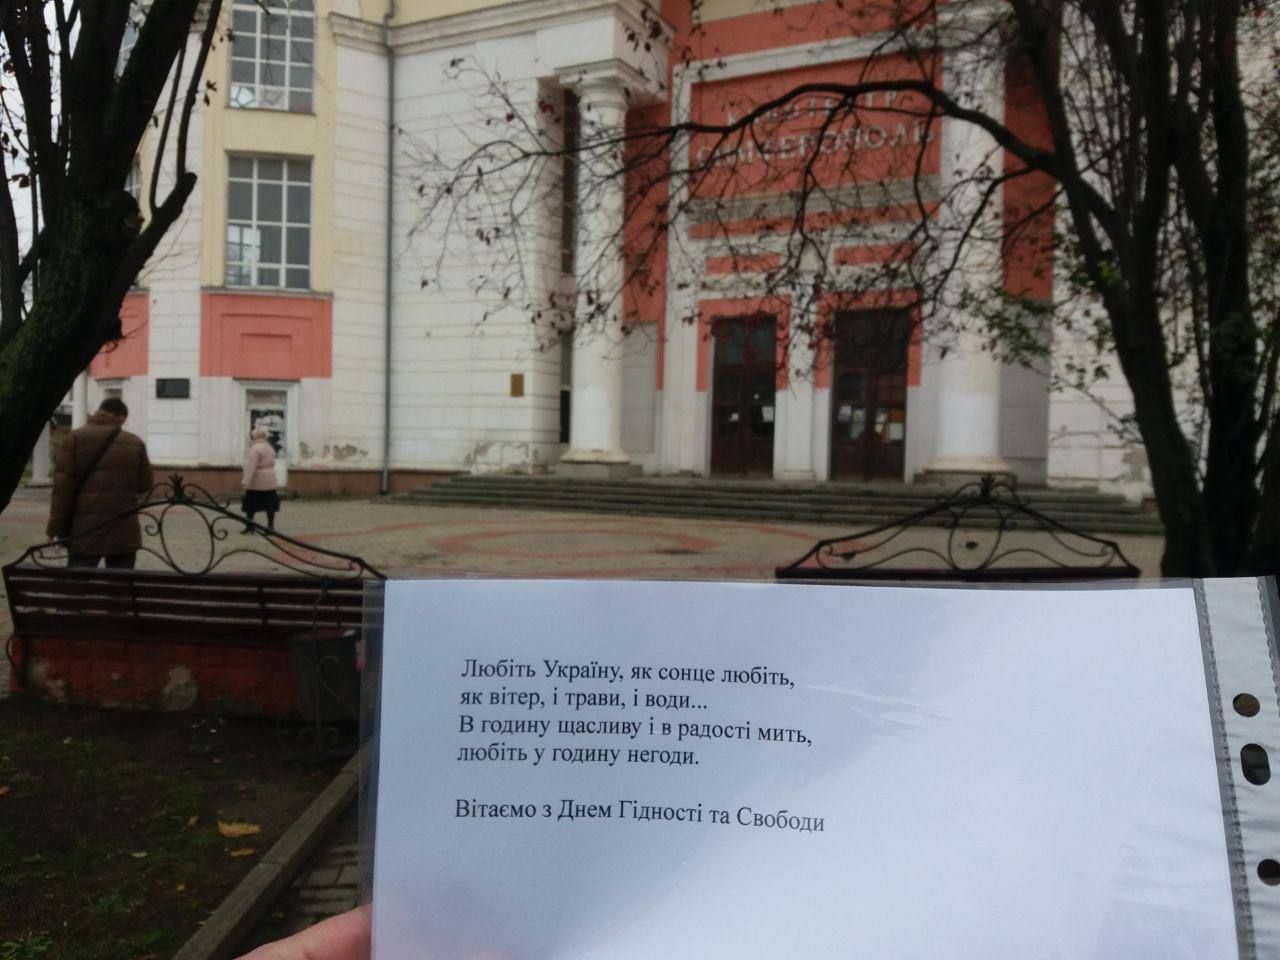 СИМФЕРОПОЛЬ
Любіть Україну, як сонце любіть,
як вітер, і трави, і води...
В годину щасливу і в радості мить,
любіть у годину негоди.
Вітаємо з Днем Гідності та Свободи